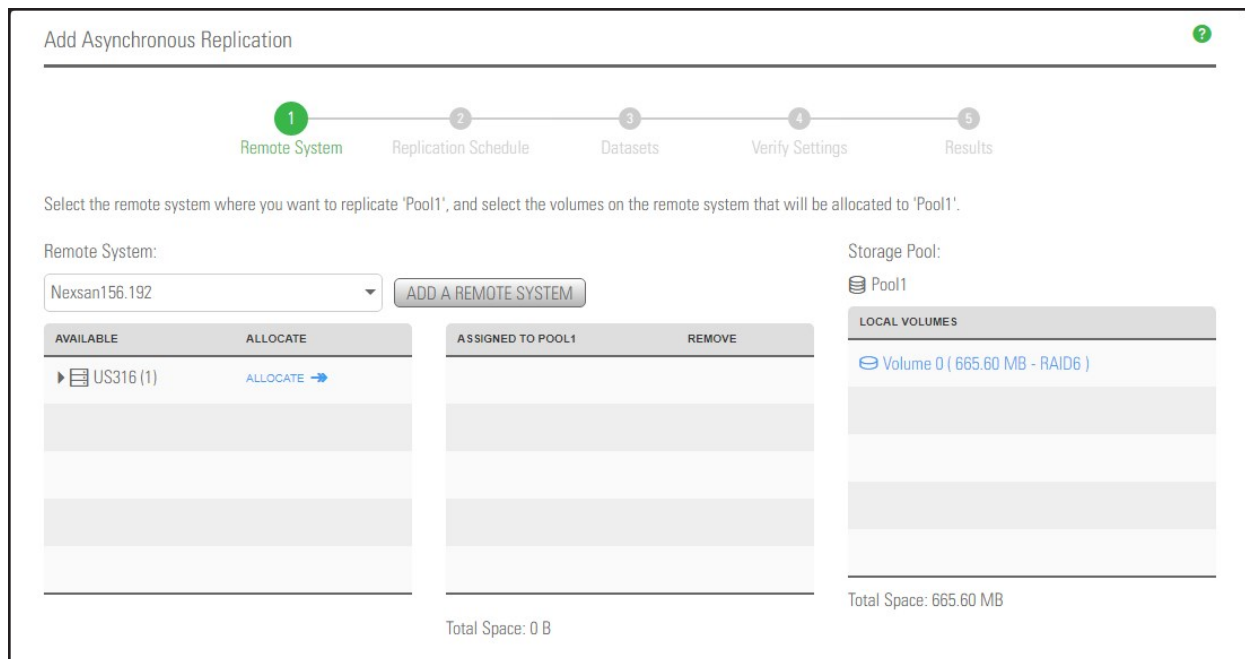 Add Asynchronous Replication
?
1 2 3 4 5
Remote System Replication Schedule Datasets Verify Settings Results
Select the remote system where you want to replicate 'Pool1', and select the volumes on the remote system that will be allocated to 'Pool1'.
Remote System:
Nexsan156.192
ADD A REMOTE SYSTEM
AVAILABLE ALLOCATE
US316 (1) ALLOCATE
ASSIGNED TO POOL1 REMOVE
Total Space: 0 B
Storage Pool:
Pool1
LOCAL VOLUMES
Volume 0 ( 665.60 MB - RAID6 )
Total Space: 665.60 MB